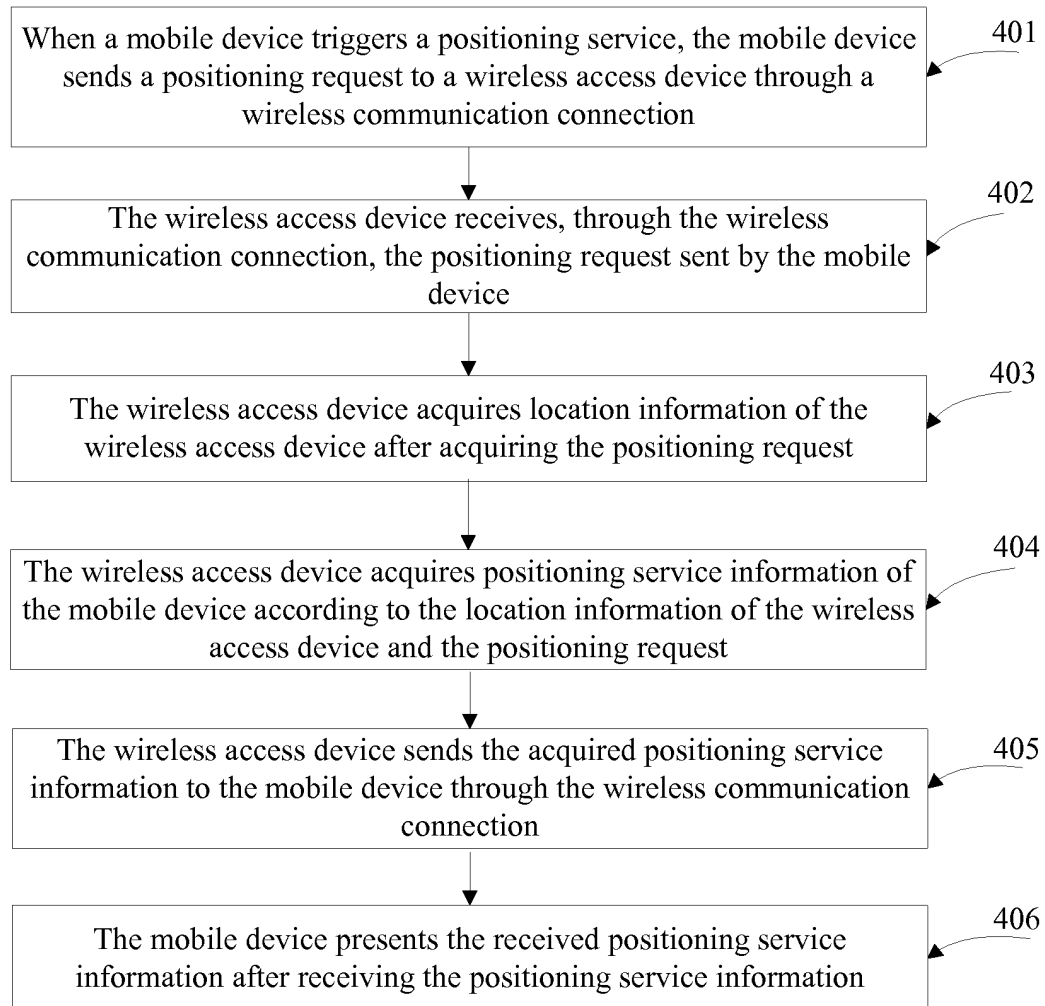 When a mobile device triggers a positioning service, the mobile device
sends a positioning request to a wireless access device through a
wireless communication connection
401
The wireless access device receives, through the wireless
communication connection, the positioning request sent by the mobile
device
402
The wireless access device acquires location information of the
wireless access device after acquiring the positioning request
403
The wireless access device acquires positioning service information of
the mobile device according to the location information of the wireless
access device and the positioning request
404
The wireless access device sends the acquired positioning service
information to the mobile device through the wireless communication
connection
405
The mobile device presents the received positioning service
information after receiving the positioning service information
406